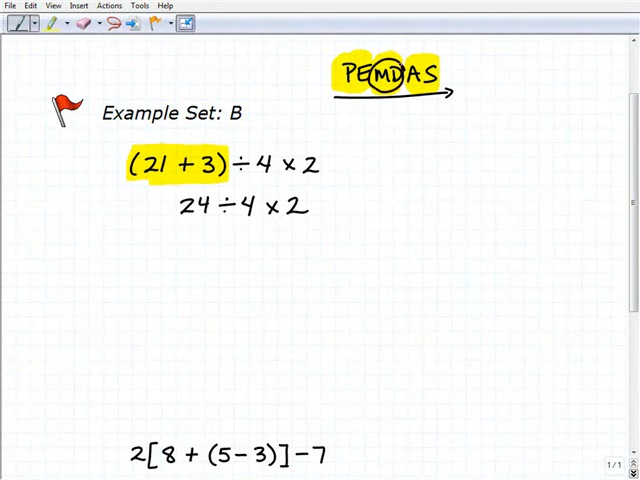 File Edit View Insert Actions Tools Help
PEMDAS
Example Set: B
(21 + 3) ÷ 4 × 2
24 ÷ 4 × 2
2[8 + (5 - 3)] - 7
1/1